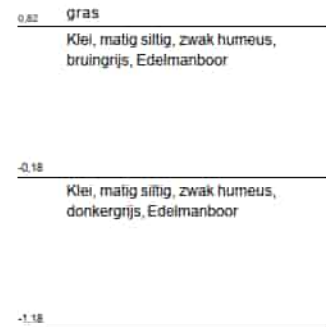 0,82 gras
Klei, matig siltig, zwak humeus,
bruingrijs, Edelmanboor
-0,18
Klei, matig siltig, zwak humeus,
donkergrijs, Edelmanboor
-1,18